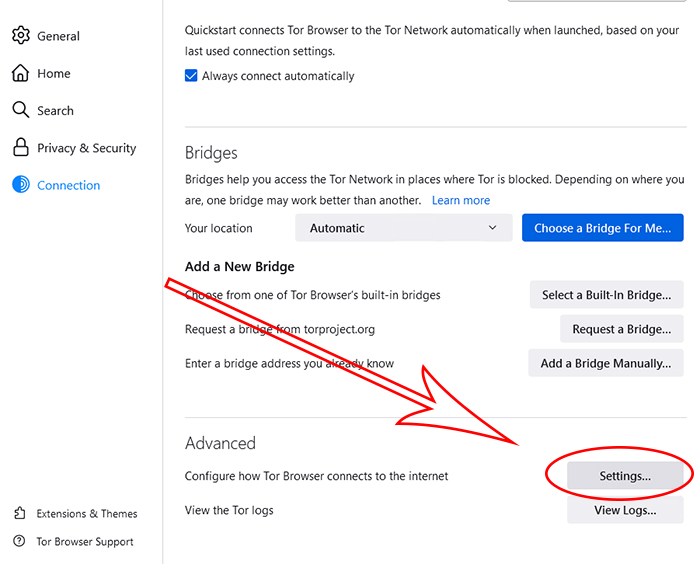 General
Home
Search
Privacy & Security
Connection
Extensions & Themes
Tor Browser Support
Quickstart connects Tor Browser to the Tor Network automatically when launched, based on your
last used connection settings.
Always connect automatically
Bridges
Bridges help you access the Tor Network in places where Tor is blocked. Depending on where you
are, one bridge may work better than another. Learn more
Your location Automatic Choose a Bridge For Me...
Add a New Bridge
Choose from one of Tor Browser's built-in bridges Select a Built-In Bridge...
Request a bridge from torproject.org Request a Bridge...
Enter a bridge address you already know Add a Bridge Manually...
Advanced
Configure how Tor Browser connects to the internet Settings...
View the Tor logs View Logs...